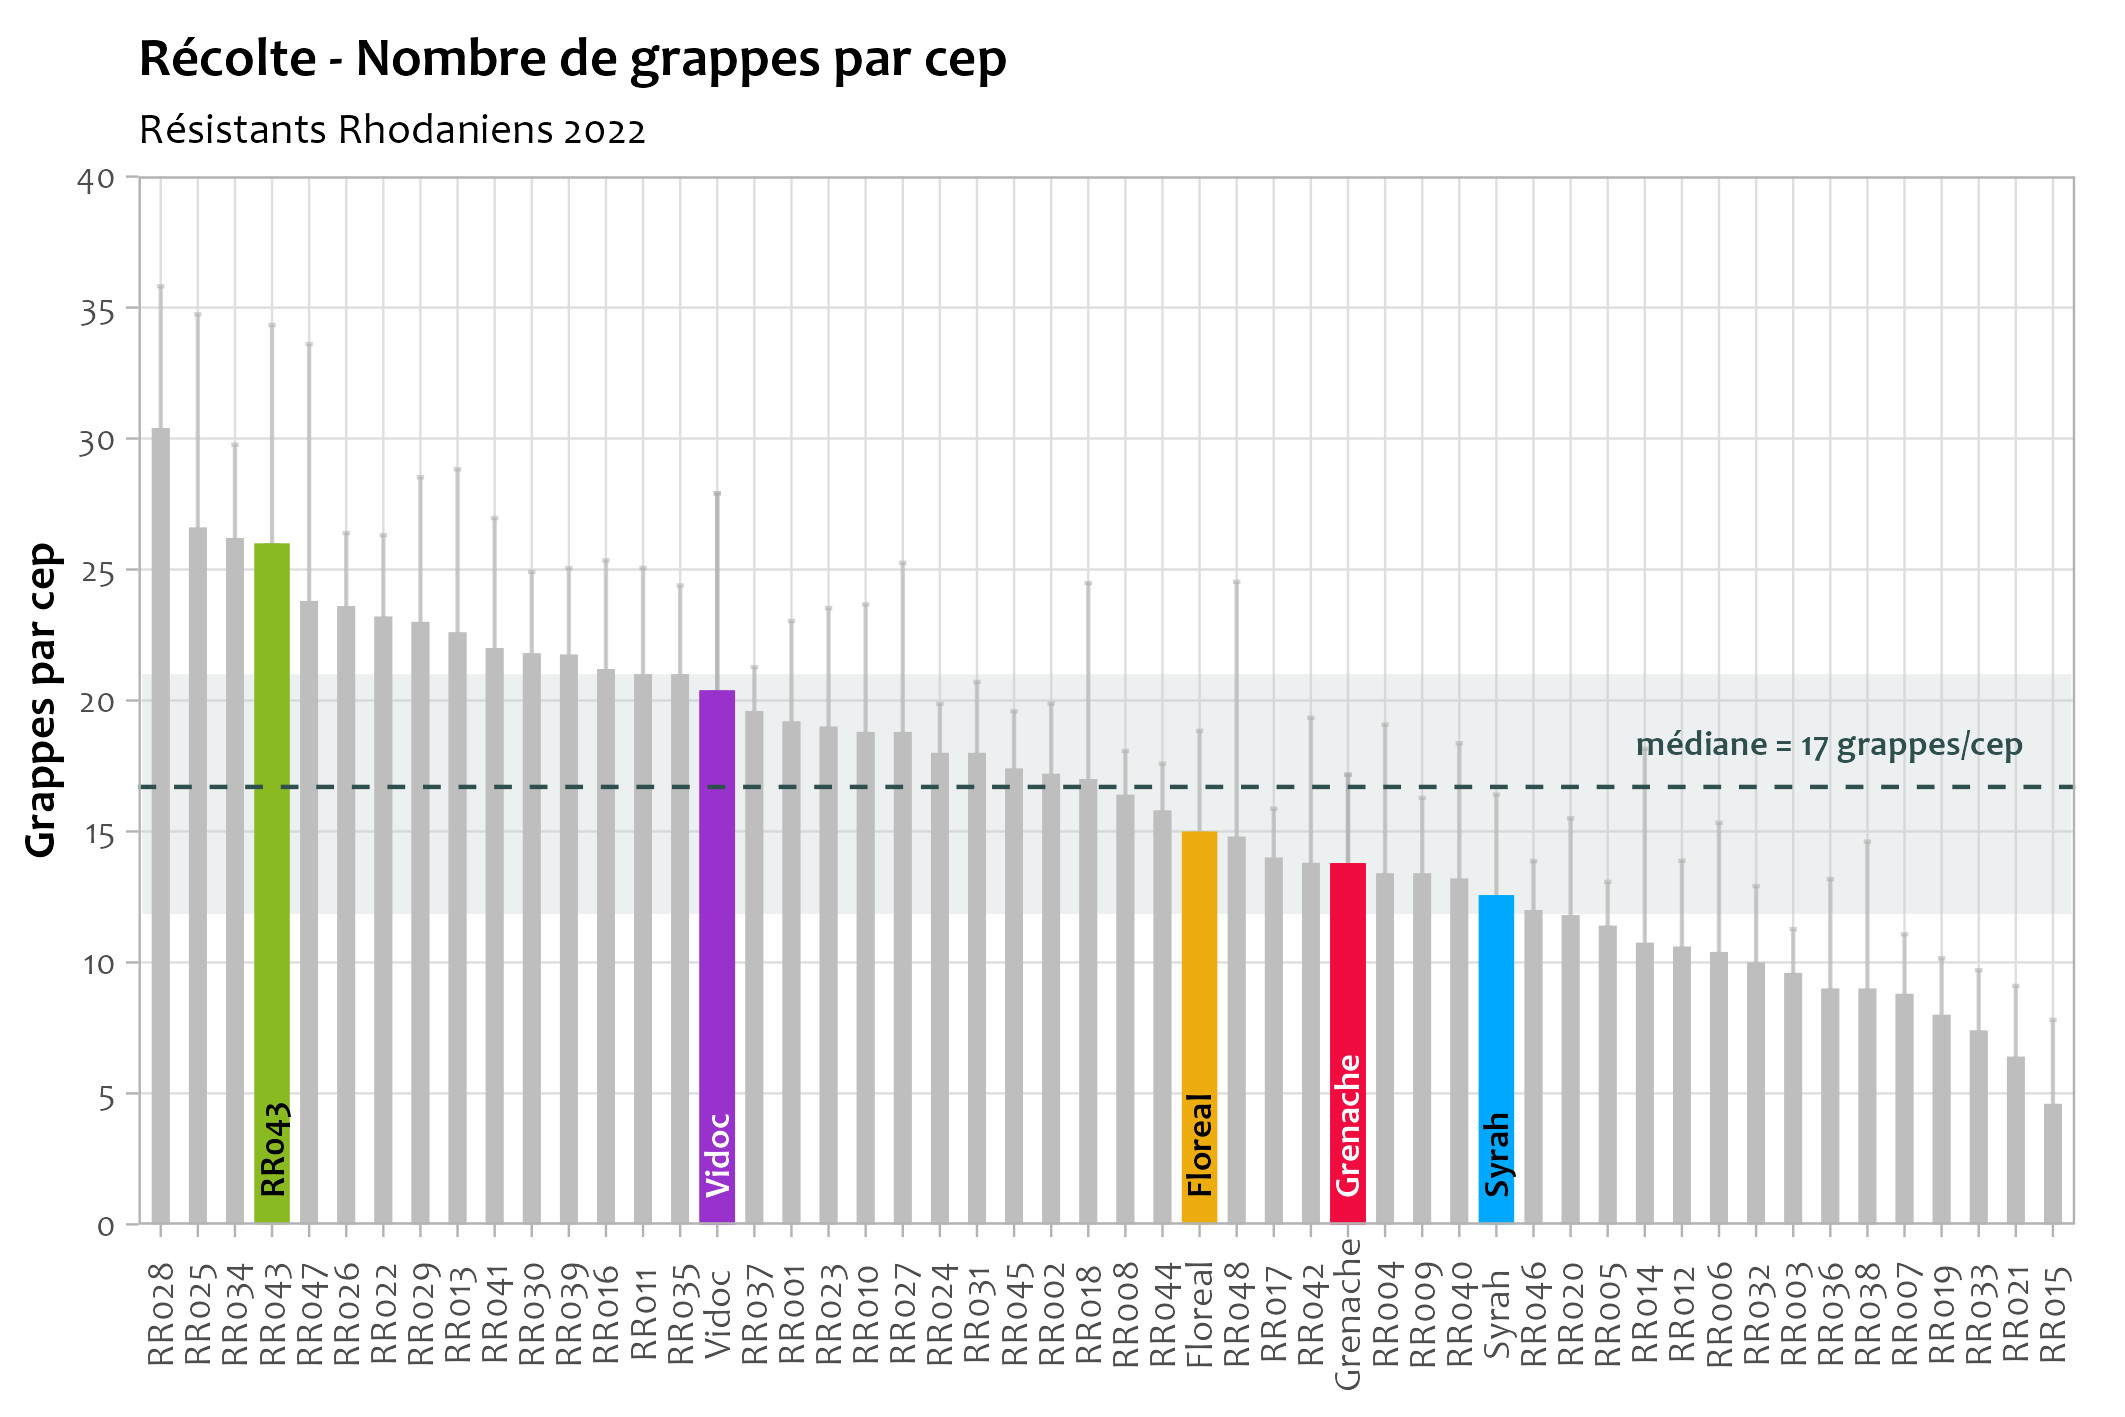 Récolte - Nombre de grappes par cep
Résistants Rhodaniens 2022
Grappes par cep
40
35
30
25
20
15
10
5
0
médiane = 17 grappes/cep
RR043
Vidoc
Floreal
Grenache
Syrah
RR028
RR025
RR034
RR043
RR047
RR026
RR022
RR029
RR013
RR041
RR030
RR039
RR016
RR011
RR035
Vidoc
RR037
RR001
RR023
RR010
RR027
RR024
RR031
RR045
RR002
RR018
RR008
RR044
Floreal
RR048
RR017
RR042
Grenache
RR004
RR009
RR040
Syrah
RR046
RR020
RR005
RR014
RR012
RR006
RR032
RR003
RR036
RR038
RR007
RR019
RR033
RR021
RR015